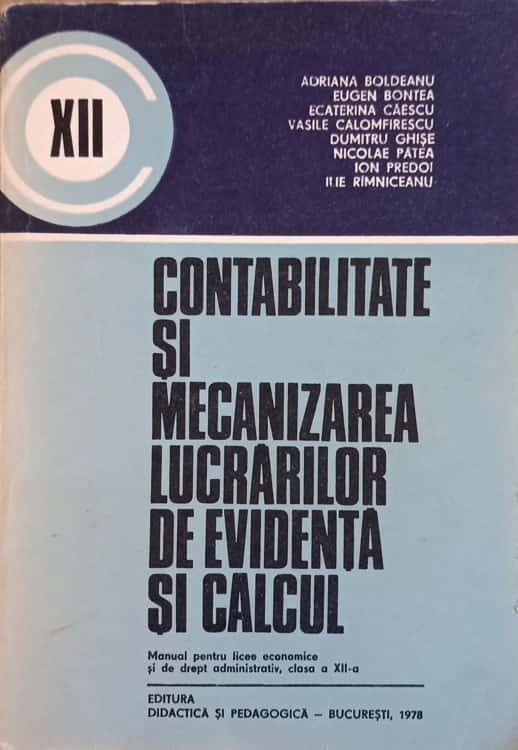 XII
ADRIANA BOLDEANU
EUGEN BONTEA
ECATERINA CĂESCU
VASILE CALOMFIRESCU
DUMITRU GHIȘE
NICOLAE PÂTEA
ION PREDOI
ILIE RÎMNICEANU
CONTABILITATE
ȘI
MECANIZAREA
LUCRĂRILOR
DE EVIDENȚĂ
ȘI CALCUL
Manual pentru licee economice
și de drept administrativ, clasa a XII-a
EDITURA
DIDACTICĂ ȘI PEDAGOGICĂ – BUCUREȘTI, 1978